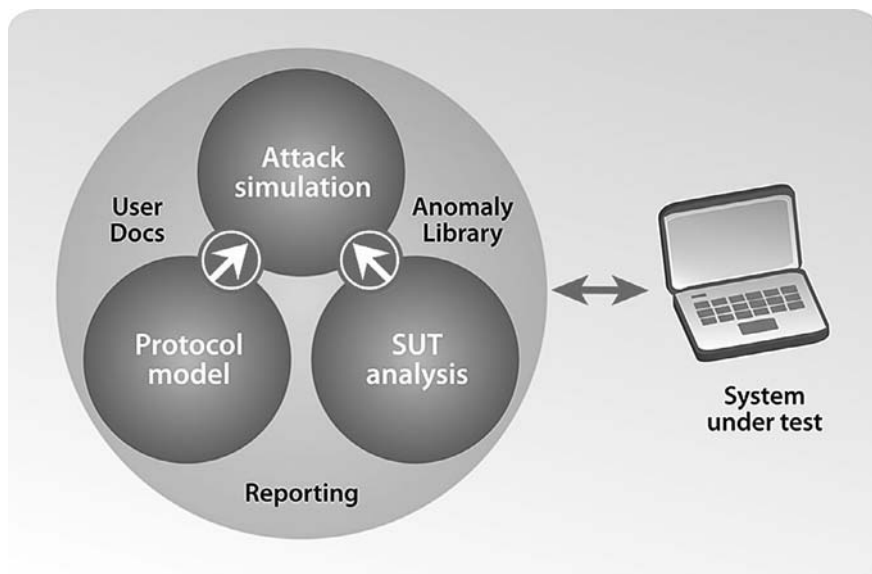 Attack
simulation
User
Docs
Anomaly
Library
Protocol
model
SUT
analysis
System
under test
Reporting